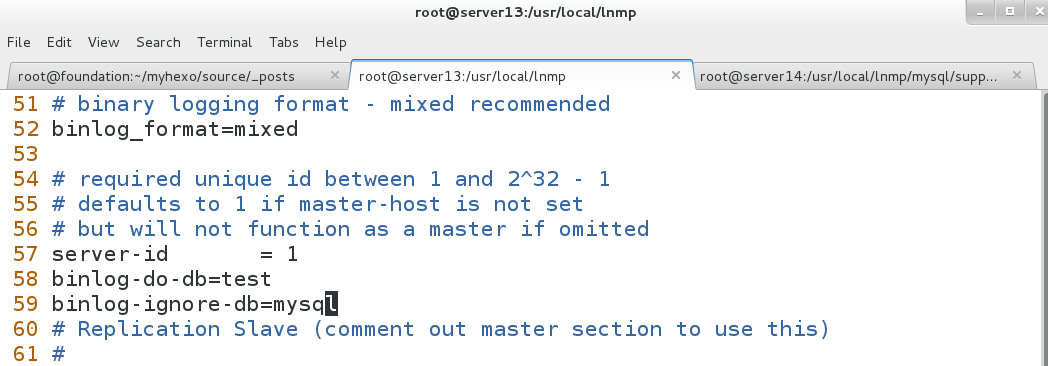 root@server13:/usr/local/lnmp
File Edit View Search Terminal Tabs Help
root@foundation:~/myhexo/source/_posts × root@server13:/usr/local/lnmp × root@server14:/usr/local/lnmp/mysql/supp... ×
51 # binary logging format - mixed recommended
52 binlog_format=mixed
53
54 # required unique id between 1 and 2^32 - 1
55 # defaults to 1 if master-host is not set
56 # but will not function as a master if omitted
57 server-id       = 1
58 binlog-do-db=test
59 binlog-ignore-db=mysql
60 # Replication Slave (comment out master section to use this)
61 #